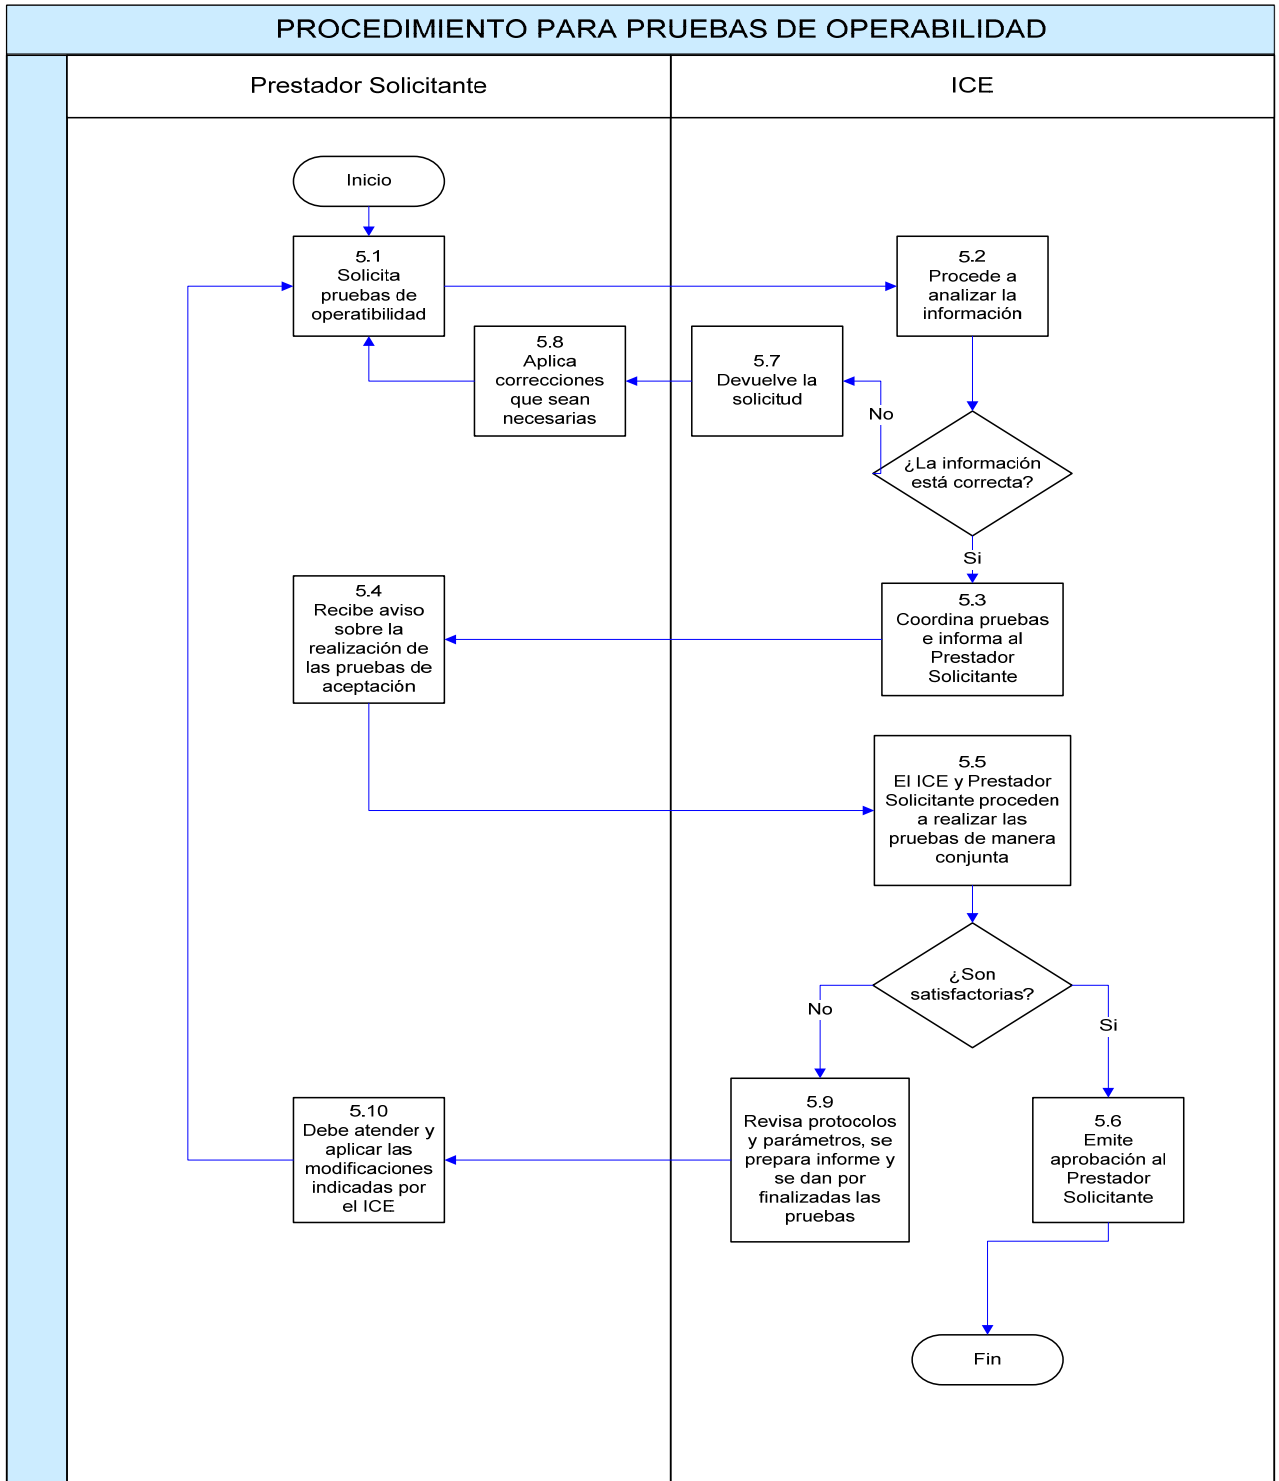 PROCEDIMIENTO PARA PRUEBAS DE OPERABILIDAD
Prestador Solicitante
ICE
Inicio
5.1
Solicita
pruebas de
operatibilidad
5.2
Procede a
analizar la
información
5.8
Aplica
correcciones
que sean
necesarias
5.7
Devuelve la
solicitud
No
¿La información
está correcta?
Si
5.4
Recibe aviso
sobre la
realización de
las pruebas de
aceptación
5.3
Coordina pruebas
e informa al
Prestador
Solicitante
5.5
El ICE y Prestador
Solicitante proceden
a realizar las
pruebas de manera
conjunta
¿Son
satisfactorias?
No
Si
5.10
Debe atender y
aplicar las
modificaciones
indicadas por
el ICE
5.9
Revisa protocolos
y parámetros, se
prepara informe y
se dan por
finalizadas las
pruebas
5.6
Emite
aprobación al
Prestador
Solicitante
Fin